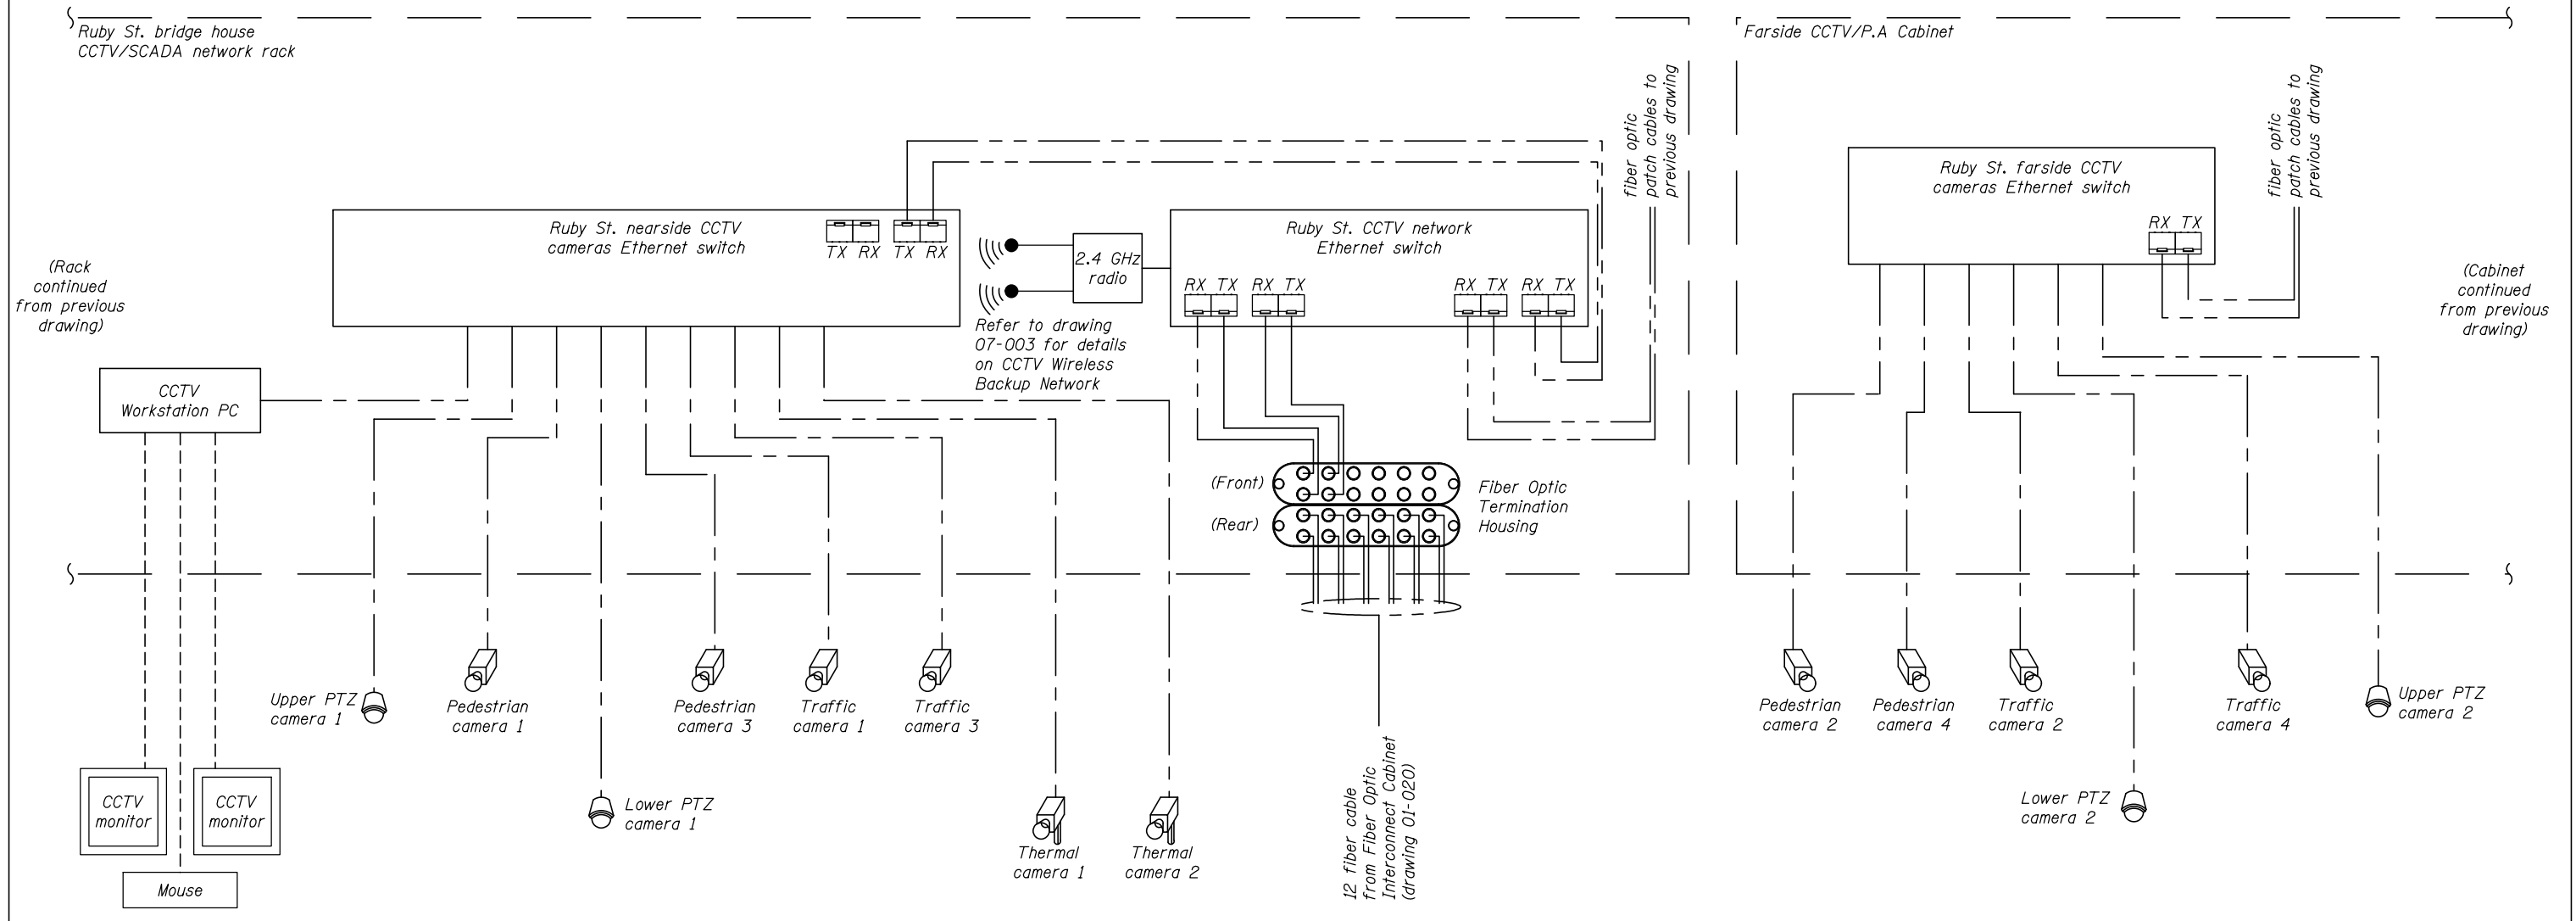 Ruby St. bridge house
CCTV/SCADA network rack
Farside CCTV/P.A Cabinet
fiber optic
patch cables to
previous drawing
fiber optic
patch cables to
previous drawing
Ruby St. nearside CCTV
cameras Ethernet switch
TX RX TX RX
2.4 GHz
radio
Ruby St. CCTV network
Ethernet switch
RX TX RX TX
RX TX RX TX
Ruby St. farside CCTV
cameras Ethernet switch
RX TX
(Rack
continued
from previous
drawing)
Refer to drawing
07-003 for details
on CCTV Wireless
Backup Network
(Cabinet
continued
from previous
drawing)
CCTV
Workstation PC
(Front)
(Rear)
Fiber Optic
Termination
Housing
Upper PTZ
camera 1
Pedestrian
camera 1
Pedestrian
camera 3
Traffic
camera 1
Traffic
camera 3
Pedestrian
camera 2
Pedestrian
camera 4
Traffic
camera 2
Traffic
camera 4
Upper PTZ
camera 2
CCTV
monitor
CCTV
monitor
Lower PTZ
camera 1
Thermal
camera 1
Thermal
camera 2
12 fiber cable
from Fiber Optic
Interconnect Cabinet
(drawing 01-020)
Lower PTZ
camera 2
Mouse